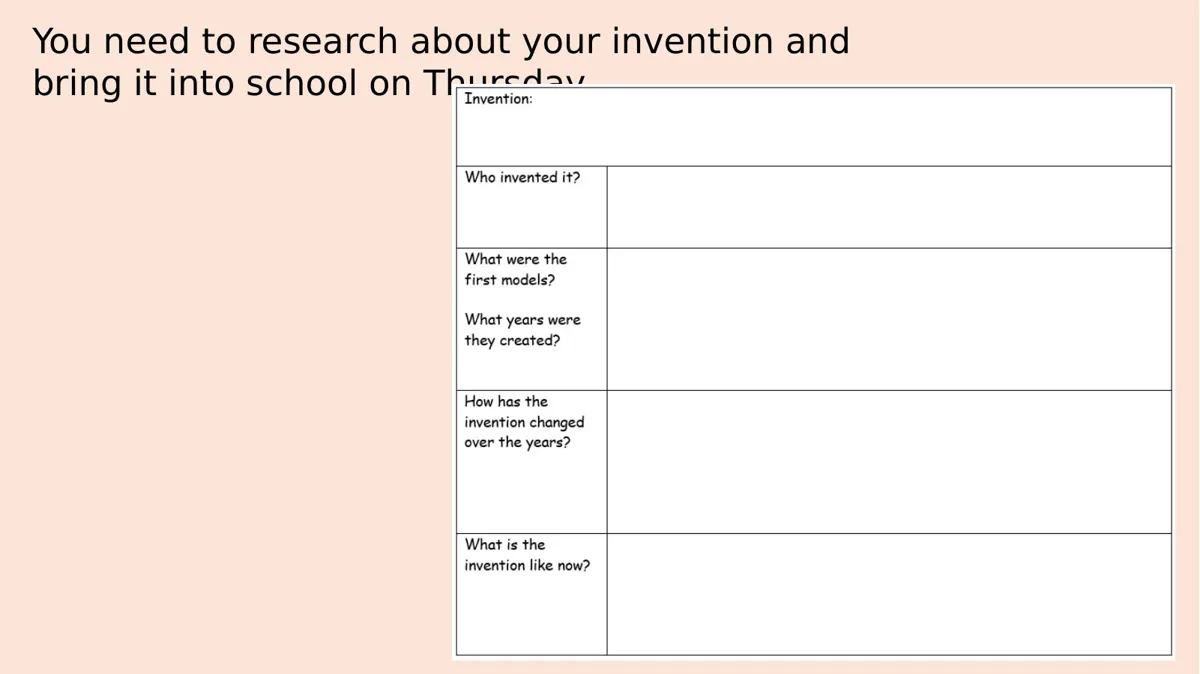 You need to research about your invention and
bring it into school on Thursday
Invention:
Who invented it?
What were the
first models?
What years were
they created?
How has the
invention changed
over the years?
What is the
invention like now?